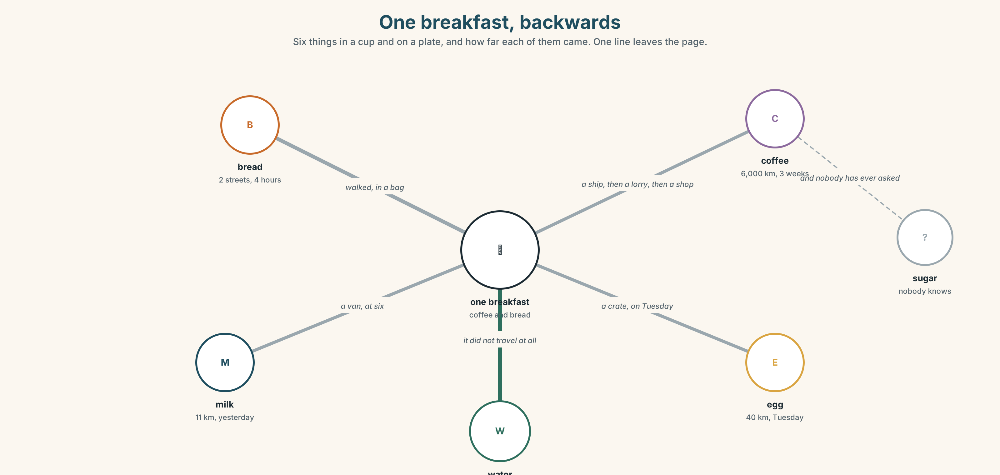 One breakfast, backwards
Six things in a cup and on a plate, and how far each of them came. One line leaves the page.
B
bread
2 streets, 4 hours
walked, in a bag
C
coffee
6,000 km, 3 weeks
a ship, then a lorry, then a shop
and nobody has ever asked
?
sugar
nobody knows
one breakfast
coffee and bread
a van, at six
a crate, on Tuesday
it did not travel at all
M
milk
11 km, yesterday
E
egg
40 km, Tuesday
W
water